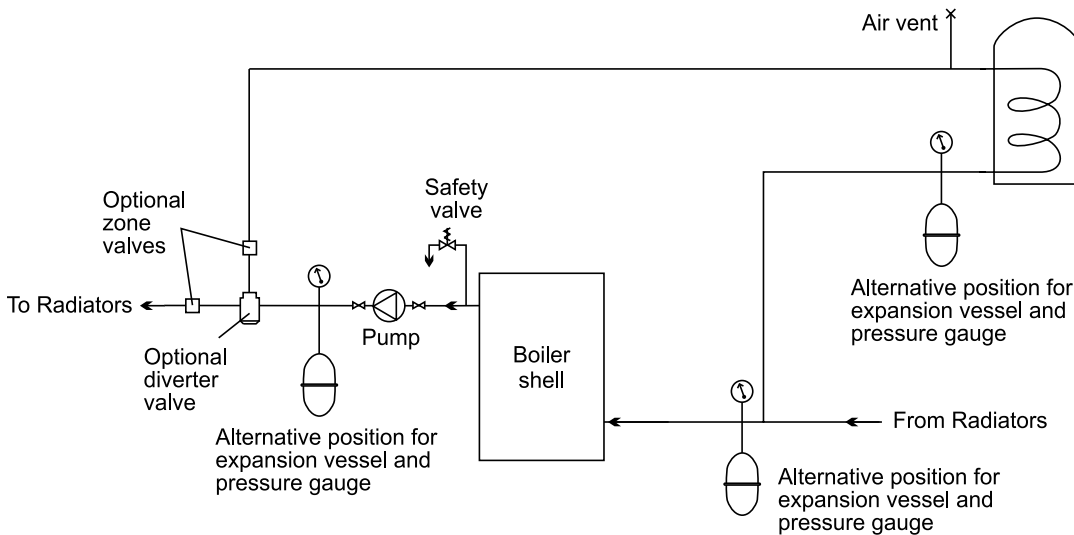 Air vent
Optional
zone
valves
Safety
valve
To Radiators
Pump
Optional
diverter
valve
Boiler
shell
Alternative position for
expansion vessel and
pressure gauge
Alternative position for
expansion vessel and
pressure gauge
From Radiators
Alternative position for
expansion vessel and
pressure gauge